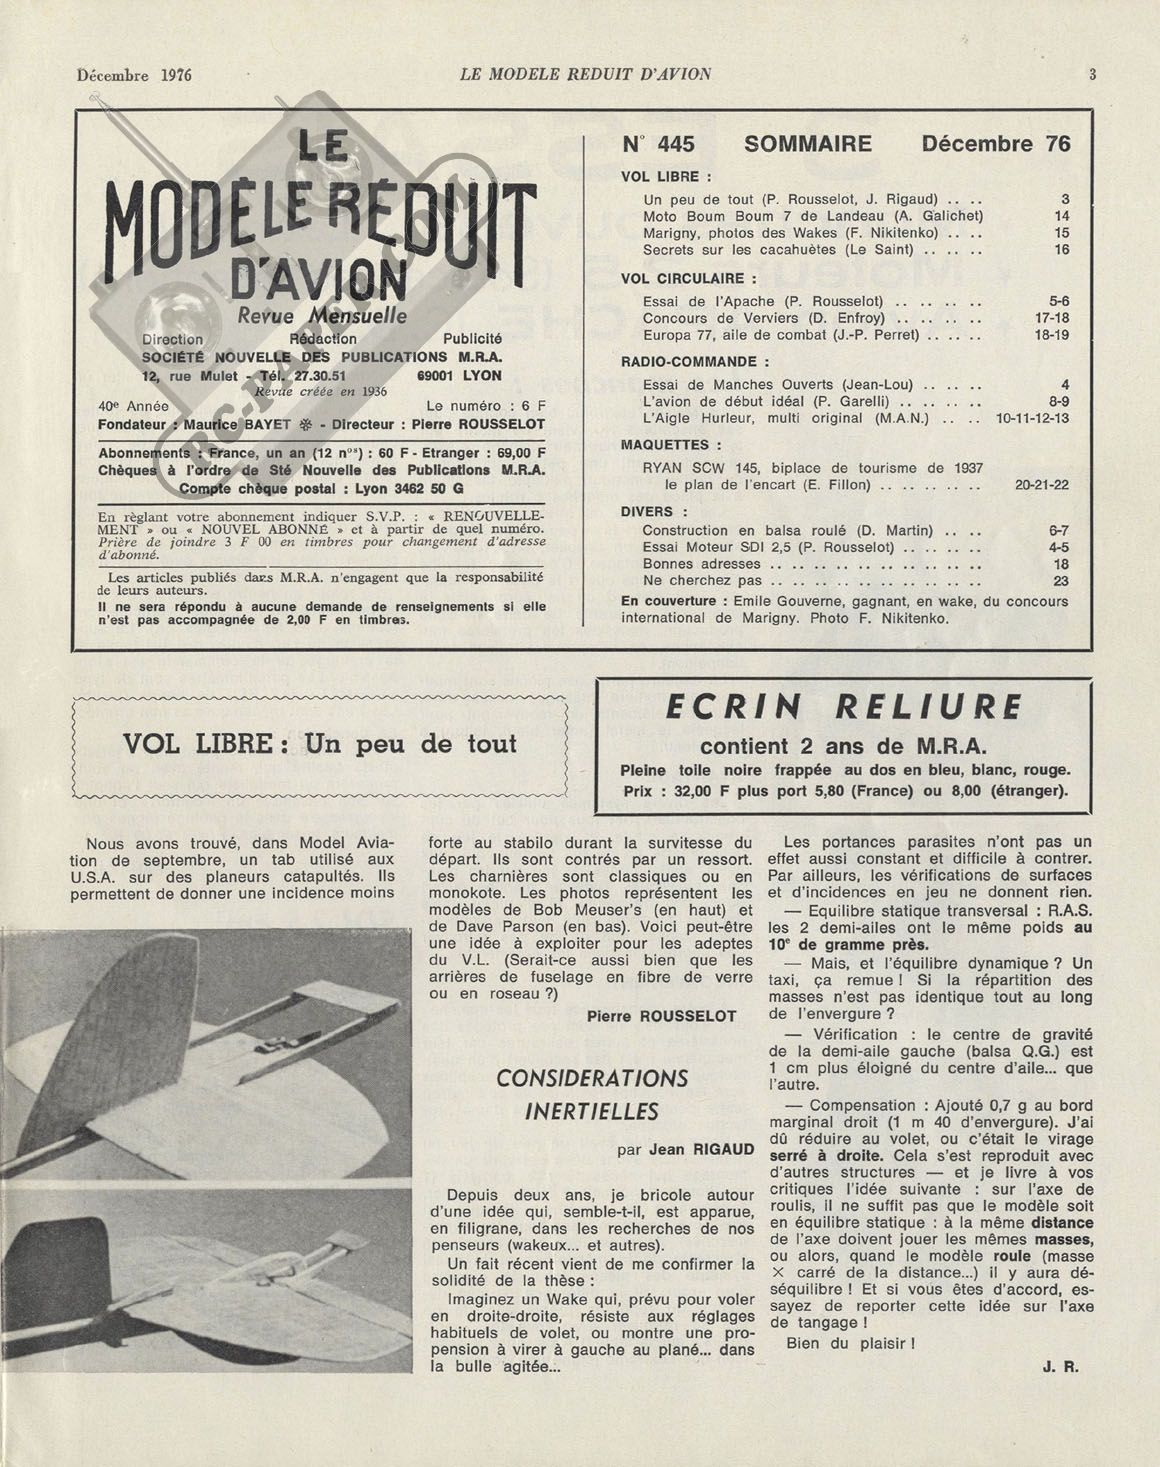 Décembre 1976
LE MODELE REDUIT D'AVION
3
LE
MODÈLE RÉDUIT
D'AVION
Revue Mensuelle
Direction Rédaction Publicité
SOCIÉTÉ NOUVELLE DES PUBLICATIONS M.R.A.
12, rue Mulet - Tél. 27.30.51 69001 LYON
Revue créée en 1936
40e Année Le numéro : 6 F
Fondateur : Maurice BAYET ✻ - Directeur : Pierre ROUSSELOT
Abonnements : France, un an (12 nos) : 60 F - Etranger : 69,00 F
Chèques à l'ordre de Sté Nouvelle des Publications M.R.A.
Compte chèque postal : Lyon 3462 50 G
En règlant votre abonnement indiquer S.V.P. : « RENOUVELLE-
MENT » ou « NOUVEL ABONNÉ » et à partir de quel numéro.
Prière de joindre 3 F 00 en timbres pour changement d'adresse
d'abonné.
Les articles publiés dans M.R.A. n'engagent que la responsabilité
de leurs auteurs.
Il ne sera répondu à aucune demande de renseignements si elle
n'est pas accompagnée de 2,00 F en timbres.
RC-PAPY.COM
N° 445 SOMMAIRE Décembre 76
VOL LIBRE :
Un peu de tout (P. Rousselot, J. Rigaud) .. .. 3
Moto Boum Boum 7 de Landeau (A. Galichet) 14
Marigny, photos des Wakes (F. Nikitenko) .. .. 15
Secrets sur les cacahuètes (Le Saint) .. .. .. 16
VOL CIRCULAIRE :
Essai de l'Apache (P. Rousselot) .. .. .. .. .. 5-6
Concours de Verviers (D. Enfroy) .. .. .. .. .. 17-18
Europa 77, aile de combat (J.-P. Perret) .. .. .. 18-19
RADIO-COMMANDE :
Essai de Manches Ouverts (Jean-Lou) .. .. .. 4
L'avion de début idéal (P. Garelli) .. .. .. .. 8-9
L'Aigle Hurleur, multi original (M.A.N.) .. .. .. 10-11-12-13
MAQUETTES :
RYAN SCW 145, biplace de tourisme de 1937
le plan de l'encart (E. Fillon) .. .. .. .. .. 20-21-22
DIVERS :
Construction en balsa roulé (D. Martin) .. .. 6-7
Essai Moteur SDI 2,5 (P. Rousselot) .. .. .. .. 4-5
Bonnes adresses .. .. .. .. .. .. .. .. .. .. 18
Ne cherchez pas .. .. .. .. .. .. .. .. .. .. 23
En couverture : Emile Gouverne, gagnant, en wake, du concours
international de Marigny. Photo F. Nikitenko.
VOL LIBRE : Un peu de tout
ECRIN RELIURE
contient 2 ans de M.R.A.
Pleine toile noire frappée au dos en bleu, blanc, rouge.
Prix : 32,00 F plus port 5,80 (France) ou 8,00 (étranger).
Nous avons trouvé, dans Model Avia-
tion de septembre, un tab utilisé aux
U.S.A. sur des planeurs catapultés. Ils
permettent de donner une incidence moins
forte au stabilo durant la survitesse du
départ. Ils sont contrés par un ressort.
Les charnières sont classiques ou en
monokote. Les photos représentent les
modèles de Bob Meuser's (en haut) et
de Dave Parson (en bas). Voici peut-être
une idée à exploiter pour les adeptes
du V.L. (Serait-ce aussi bien que les
arrières de fuselage en fibre de verre
ou en roseau ?)
Pierre ROUSSELOT
CONSIDERATIONS
INERTIELLES
par Jean RIGAUD
Depuis deux ans, je bricole autour
d'une idée qui, semble-t-il, est apparue,
en filigrane, dans les recherches de nos
penseurs (wakeux... et autres).
Un fait récent vient de me confirmer la
solidité de la thèse :
Imaginez un Wake qui, prévu pour voler
en droite-droite, résiste aux réglages
habituels de volet, ou montre une pro-
pension à virer à gauche au plané... dans
la bulle agitée...
Les portances parasites n'ont pas un
effet aussi constant et difficile à contrer.
Par ailleurs, les vérifications de surfaces
et d'incidences en jeu ne donnent rien.
— Equilibre statique transversal : R.A.S.
les 2 demi-ailes ont le même poids au
10e de gramme près.
— Mais, et l'équilibre dynamique ? Un
taxi, ça remue ! Si la répartition des
masses n'est pas identique tout au long
de l'envergure ?
— Vérification : le centre de gravité
de la demi-aile gauche (balsa Q.G.) est
1 cm plus éloigné du centre d'aile... que
l'autre.
— Compensation : Ajouté 0,7 g au bord
marginal droit (1 m 40 d'envergure). J'ai
dû réduire au volet, ou c'était le virage
serré à droite. Cela s'est reproduit avec
d'autres structures — et je livre à vos
critiques l'idée suivante : sur l'axe de
roulis, il ne suffit pas que le modèle soit
en équilibre statique : à la même distance
de l'axe doivent jouer les mêmes masses,
ou alors, quand le modèle roule (masse
× carré de la distance...) il y aura dé-
séquilibre ! Et si vous êtes d'accord, es-
sayez de reporter cette idée sur l'axe
de tangage !
Bien du plaisir !
J. R.